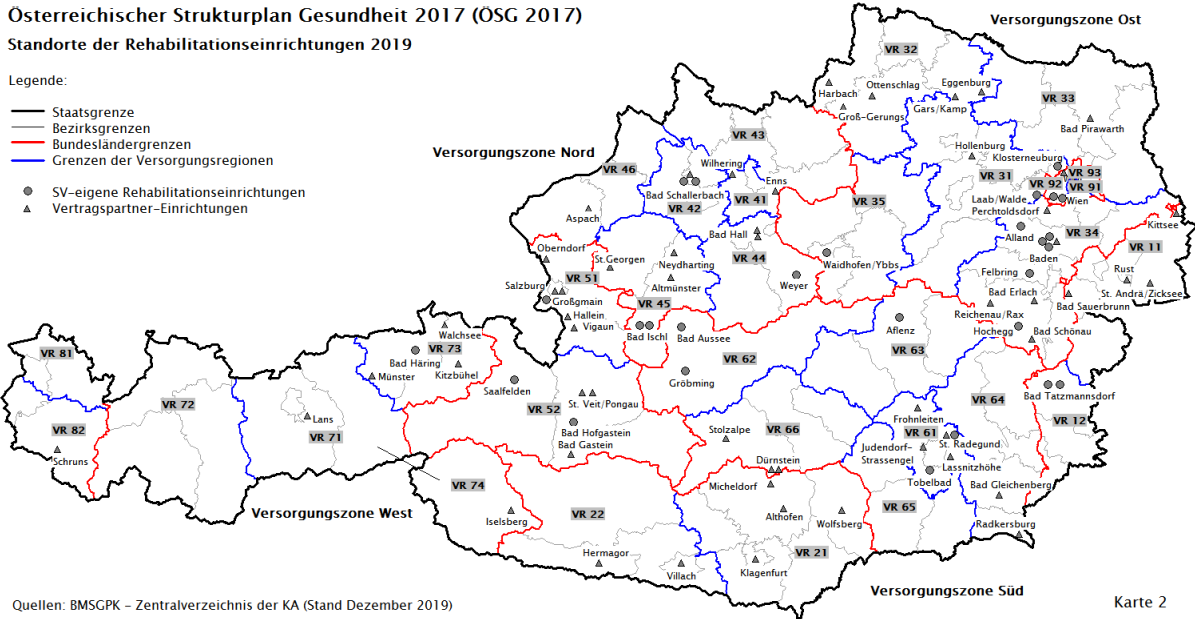 Österreichischer Strukturplan Gesundheit 2017 (ÖSG 2017)
Standorte der Rehabilitationseinrichtungen 2019
Legende:
Staatsgrenze
Bezirksgrenzen
Bundesländergrenzen
Grenzen der Versorgungsregionen
SV-eigene Rehabilitationseinrichtungen
Vertragspartner-Einrichtungen
Versorgungszone Ost
VR 32
Ottenschlag
Eggenburg
Harbach
VR 33
Gars/Kamp
Groß-Gerungs
Bad Pirawarth
VR 43
Hollenburg
Versorgungszone Nord
Klosterneuburg
Wilhering
VR 46
VR 93
VR 31
VR 92
VR 91
Enns
Bad Schallerbach
VR 41
Laab/Walde
Wien
VR 42
VR 35
Perchtoldsdorf
Aspach
Kittsee
Alland
VR 34
Bad Hall
VR 11
Oberndorf
VR 44
Baden
St.Georgen
Neydharting
Waidhofen/Ybbs
Felbring
Rust
VR 51
Altmünster
Weyer
Salzburg
St. Andrä/Zicksee
Bad Erlach
Großgmain
VR 45
Bad Sauerbrunn
Hallein
Reichenau/Rax
Vigaun
Aflenz
Hochegg
Bad Schönau
Walchsee
Bad Ischl
Bad Aussee
VR 73
VR 63
VR 81
VR 62
Bad Häring
Münster
Kitzbühel
Gröbming
Saalfelden
Bad Tatzmannsdorf
VR 72
VR 52
St. Veit/Pongau
VR 64
Lans
Frohnleiten
VR 12
VR 82
VR 71
Bad Hofgastein
Stolzalpe
VR 66
VR 61
St. Radegund
Bad Gastein
Judendorf-
Strassengel
Schruns
Dürnstein
Lassnitzhöhe
Tobelbad
VR 74
Micheldorf
Bad Gleichenberg
Versorgungszone West
VR 22
VR 65
Iselsberg
Althofen
Wolfsberg
Radkersburg
Hermagor
VR 21
Villach
Klagenfurt
Versorgungszone Süd
Quellen: BMSGPK - Zentralverzeichnis der KA (Stand Dezember 2019)
Karte 2